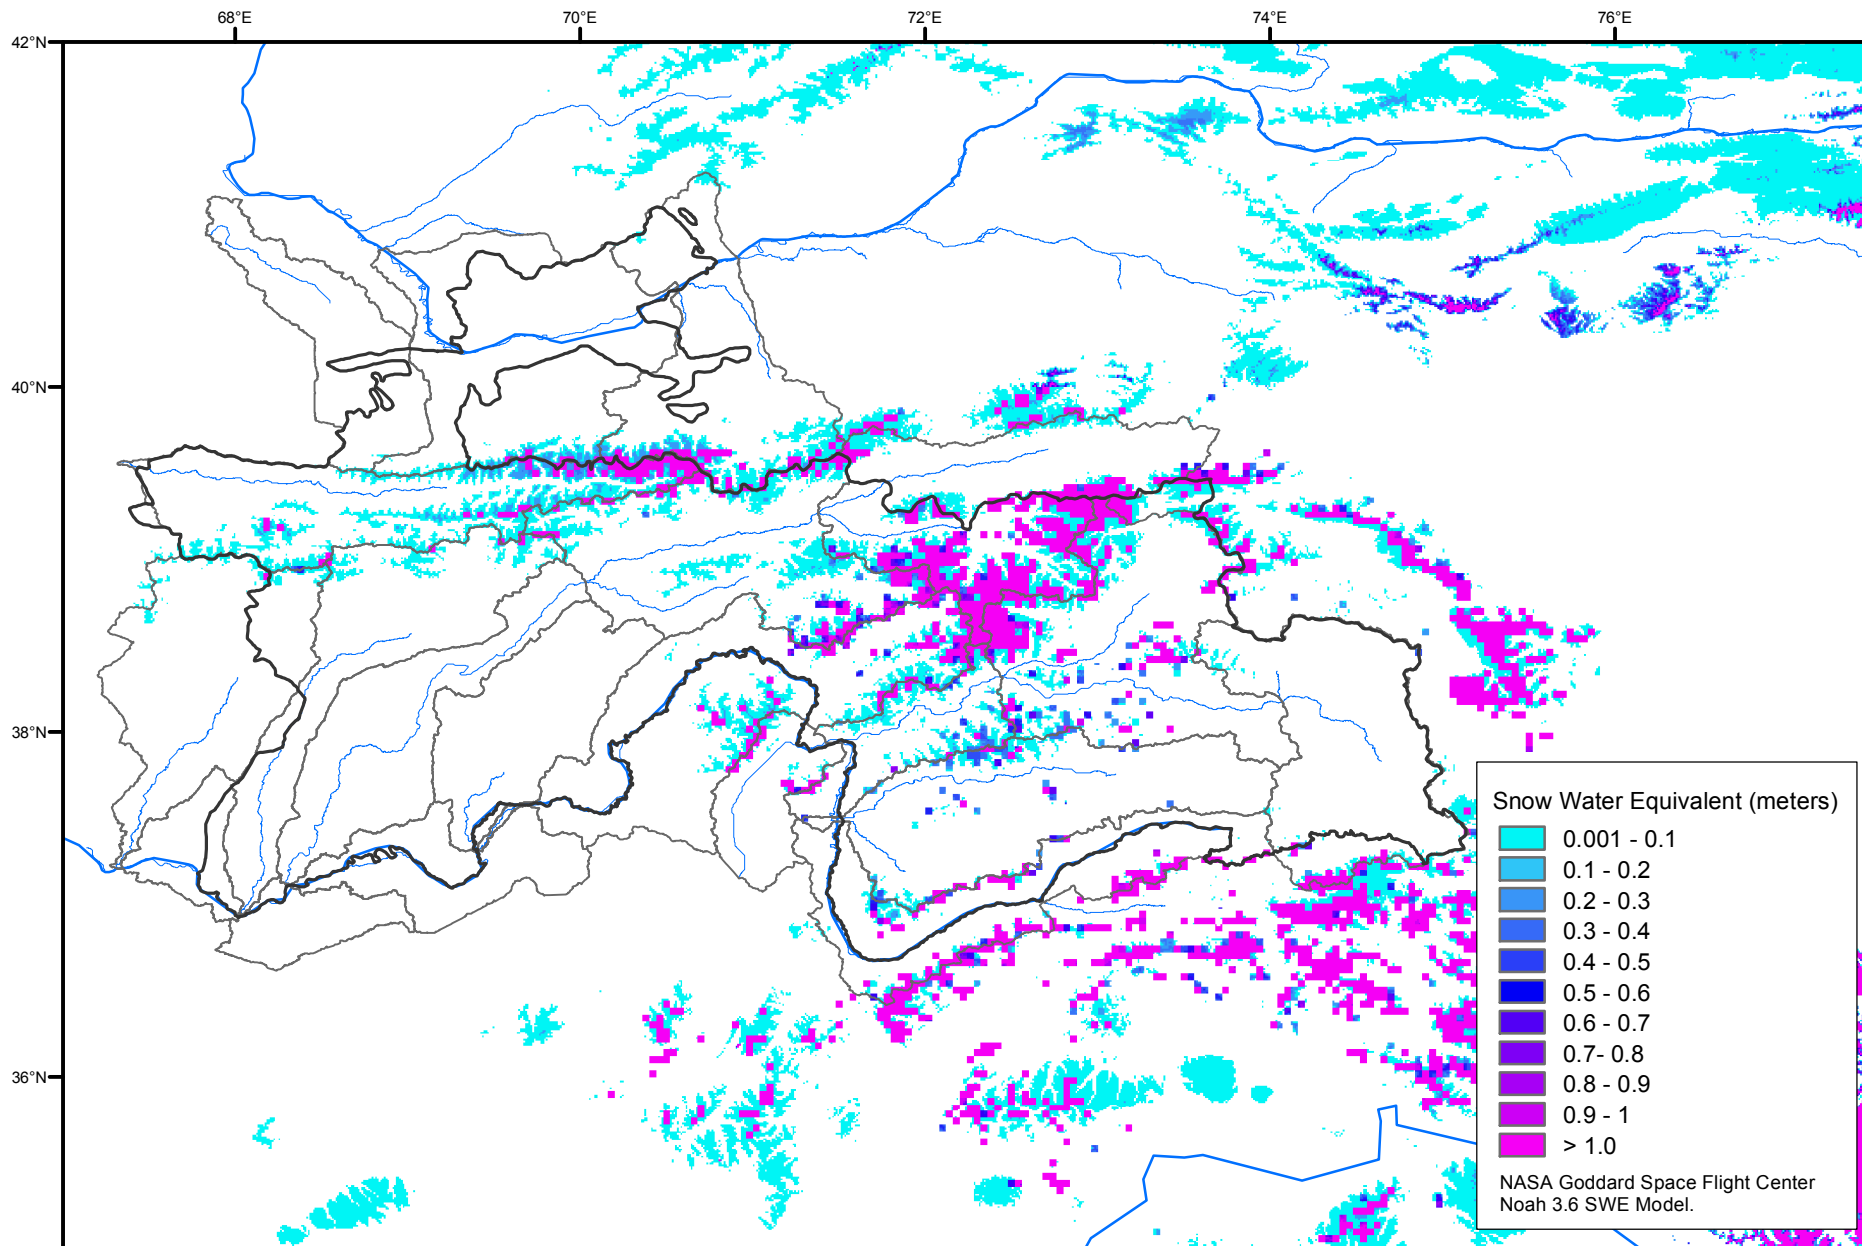 68°E 70°E 72°E 74°E 76°E
42°N
40°N
38°N
36°N
Snow Water Equivalent (meters)
0.001 - 0.1
0.1 - 0.2
0.2 - 0.3
0.3 - 0.4
0.4 - 0.5
0.5 - 0.6
0.6 - 0.7
0.7- 0.8
0.8 - 0.9
0.9 - 1
> 1.0
NASA Goddard Space Flight Center
Noah 3.6 SWE Model.